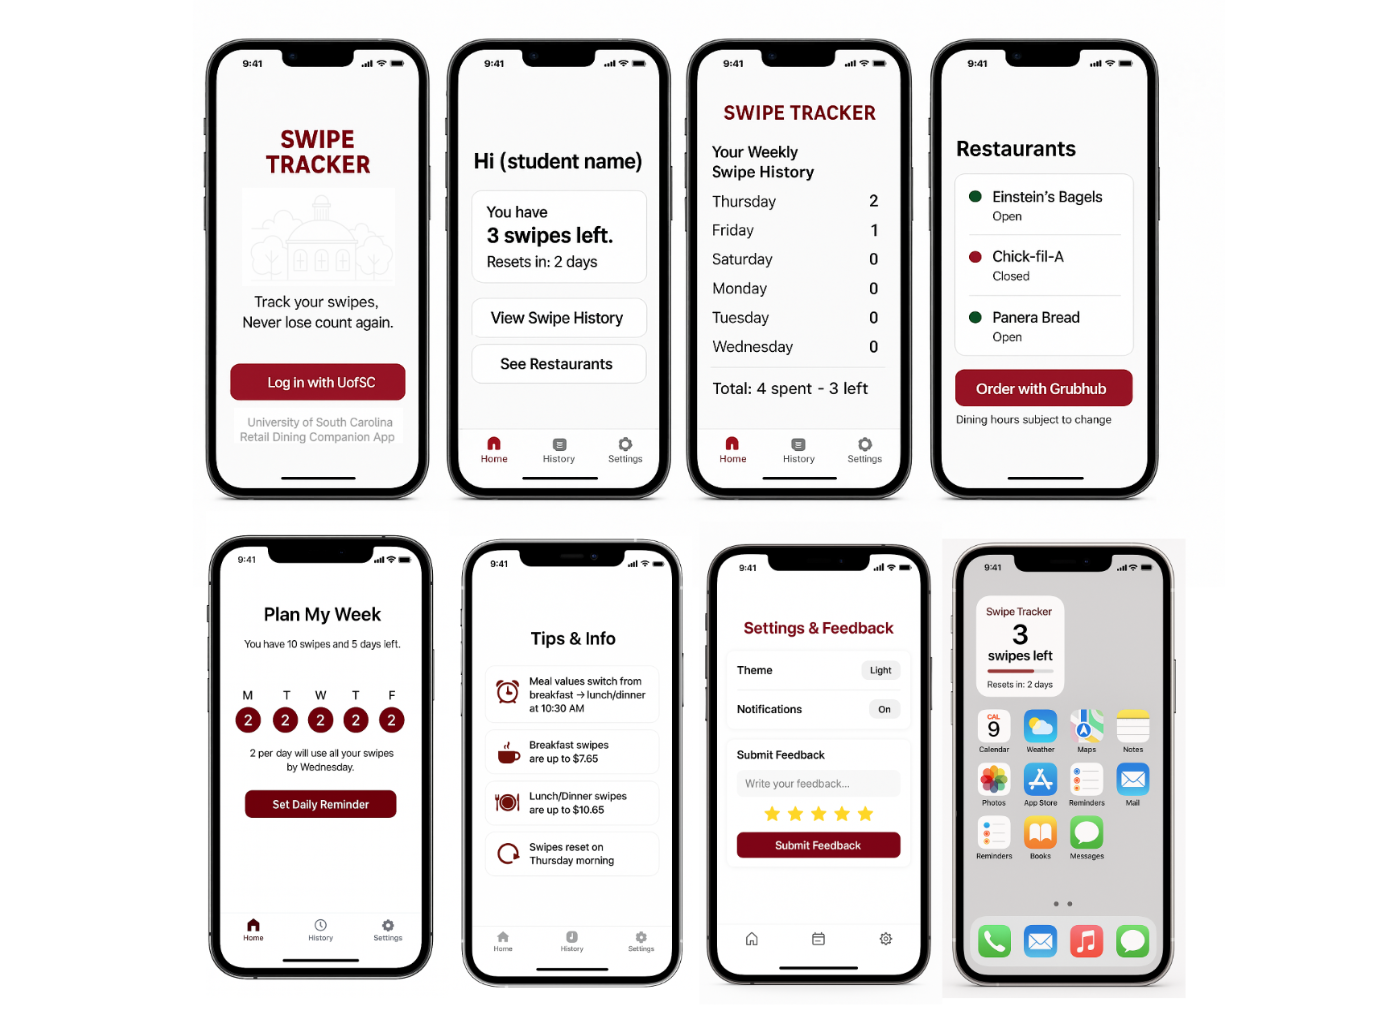 9:41
SWIPE
TRACKER
Track your swipes,
Never lose count again.
Log in with UofSC
University of South Carolina
Retail Dining Companion App
9:41
Hi (student name)
You have
3 swipes left.
Resets in: 2 days
View Swipe History
See Restaurants
Home History Settings
9:41
SWIPE TRACKER
Your Weekly
Swipe History
Thursday 2
Friday 1
Saturday 0
Monday 0
Tuesday 0
Wednesday 0
Total: 4 spent - 3 left
Home History Settings
9:41
Restaurants
Einstein's Bagels
Open
Chick-fil-A
Closed
Panera Bread
Open
Order with Grubhub
Dining hours subject to change
9:41
Plan My Week
You have 10 swipes and 5 days left.
M T W T F
2 2 2 2 2
2 per day will use all your swipes
by Wednesday.
Set Daily Reminder
Home History Settings
9:41
Tips & Info
Meal values switch from
breakfast → lunch/dinner
at 10:30 AM
Breakfast swipes
are up to $7.65
Lunch/Dinner swipes
are up to $10.65
Swipes reset on
Thursday morning
Home History Settings
9:41
Settings & Feedback
Theme Light
Notifications On
Submit Feedback
Write your feedback...
Submit Feedback
9:41
Swipe Tracker
3
swipes left
Resets in: 2 days
CAL
9
Calendar Weather Maps Notes
Photos App Store Reminders Mail
Reminders Books Messages